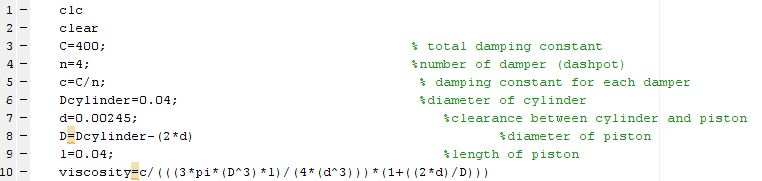 1 - clc
2 - clear
3 - C=400; % total damping constant
4 - n=4; %number of damper (dashpot)
5 - c=C/n; % damping constant for each damper
6 - Dcylinder=0.04; %diameter of cylinder
7 - d=0.00245; %clearance between cylinder and piston
8 - D=Dcylinder-(2*d) %diameter of piston
9 - l=0.04; %length of piston
10 - viscosity=c/(((3*pi*(D^3)*l)/(4*(d^3)))*(1+((2*d)/D)))